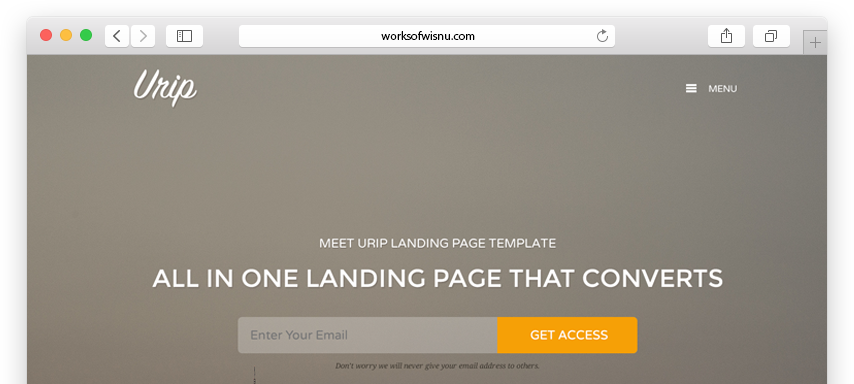 worksofwisnu.com
Urip
MENU
MEET URIP LANDING PAGE TEMPLATE
ALL IN ONE LANDING PAGE THAT CONVERTS
Enter Your Email
GET ACCESS
Don't worry we will never give your email address to others.